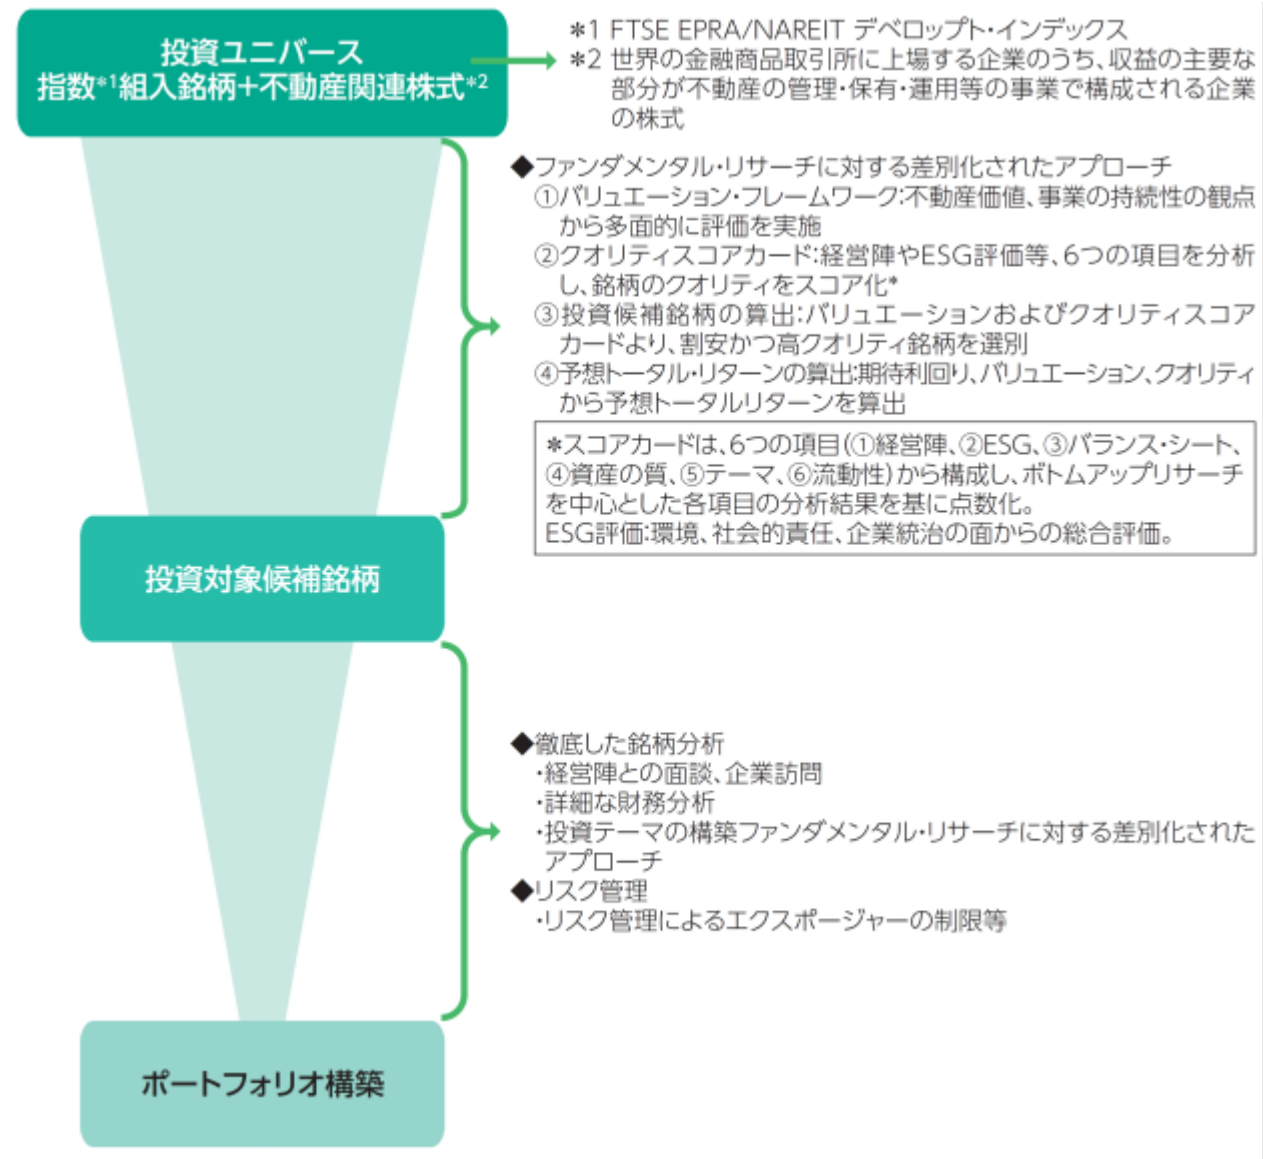 投資ユニバース
指数*1組入銘柄+不動産関連株式*2
*1 FTSE EPRA/NAREIT デベロップト・インデックス
*2 世界の金融商品取引所に上場する企業のうち、収益の主要な
部分が不動産の管理・保有・運用等の事業で構成される企業
の株式
◆ファンダメンタル・リサーチに対する差別化されたアプローチ
①バリュエーション・フレームワーク:不動産価値、事業の持続性の観点
から多面的に評価を実施
②クオリティスコアカード:経営陣やESG評価等、6つの項目を分析
し、銘柄のクオリティをスコア化*
③投資候補銘柄の算出:バリュエーションおよびクオリティスコア
カードより、割安かつ高クオリティ銘柄を選別
④予想トータル・リターンの算出:期待利回り、バリュエーション、クオリティ
から予想トータルリターンを算出
*スコアカードは、6つの項目(①経営陣、②ESG、③バランス・シート、
④資産の質、⑤テーマ、⑥流動性)から構成し、ボトムアップリサーチ
を中心とした各項目の分析結果を基に点数化。
ESG評価:環境、社会的責任、企業統治の面からの総合評価。
投資対象候補銘柄
◆徹底した銘柄分析
・経営陣との面談、企業訪問
・詳細な財務分析
・投資テーマの構築ファンダメンタル・リサーチに対する差別化された
アプローチ
◆リスク管理
・リスク管理によるエクスポージャーの制限等
ポートフォリオ構築